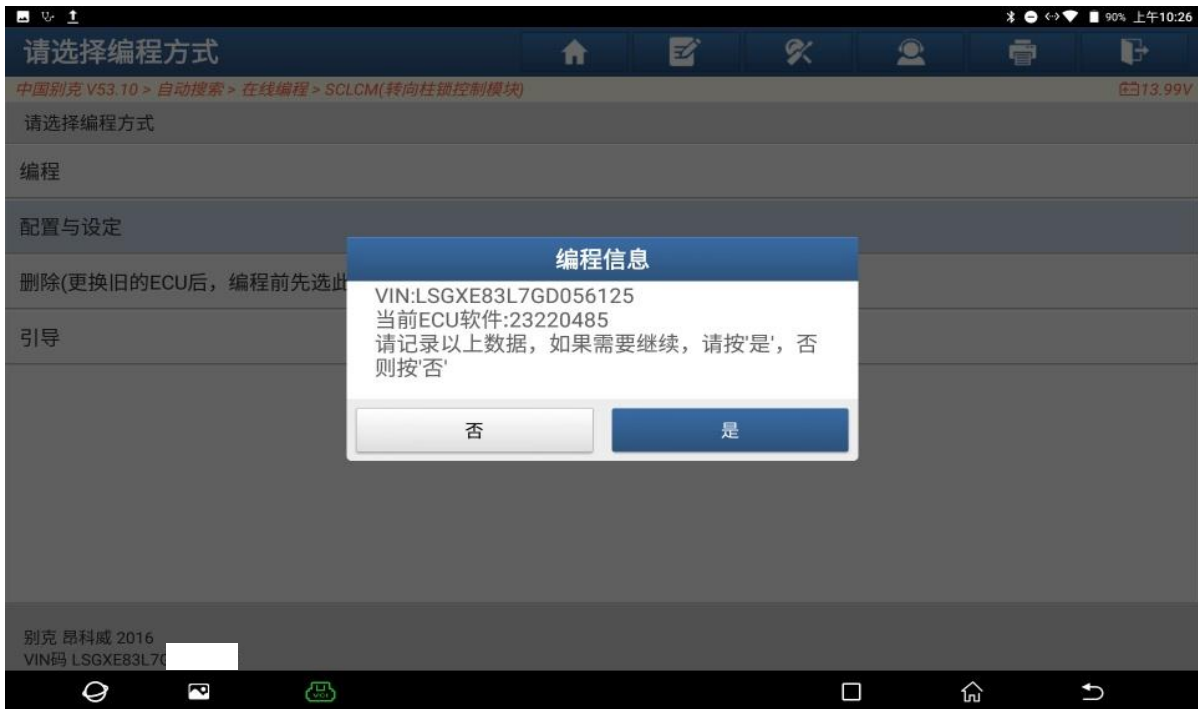 90% 上午10:26
请选择编程方式
中国别克 V53.10 > 自动搜索 > 在线编程 > SCLCM(转向柱锁控制模块)
13.99V
请选择编程方式
编程
配置与设定
删除(更换旧的ECU后，编程前先选此
引导
编程信息
VIN:LSGXE83L7GD056125
当前ECU软件:23220485
请记录以上数据，如果需要继续，请按'是'，否
则按'否'
否
是
别克 昂科威 2016
VIN码 LSGXE83L7
VCI